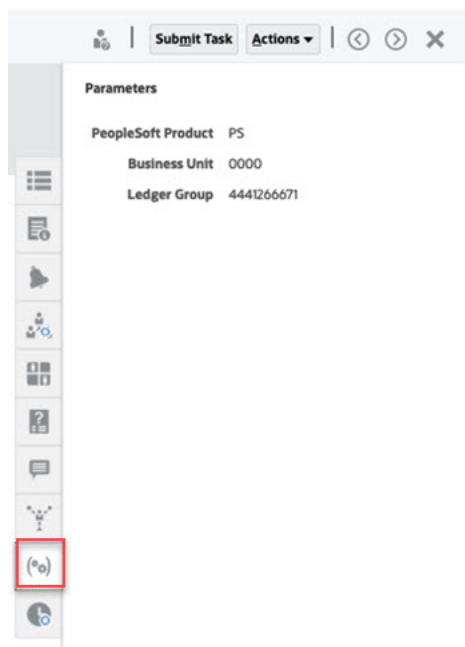 Submit Task Actions
Parameters
PeopleSoft Product PS
Business Unit 0000
Ledger Group 4441266671